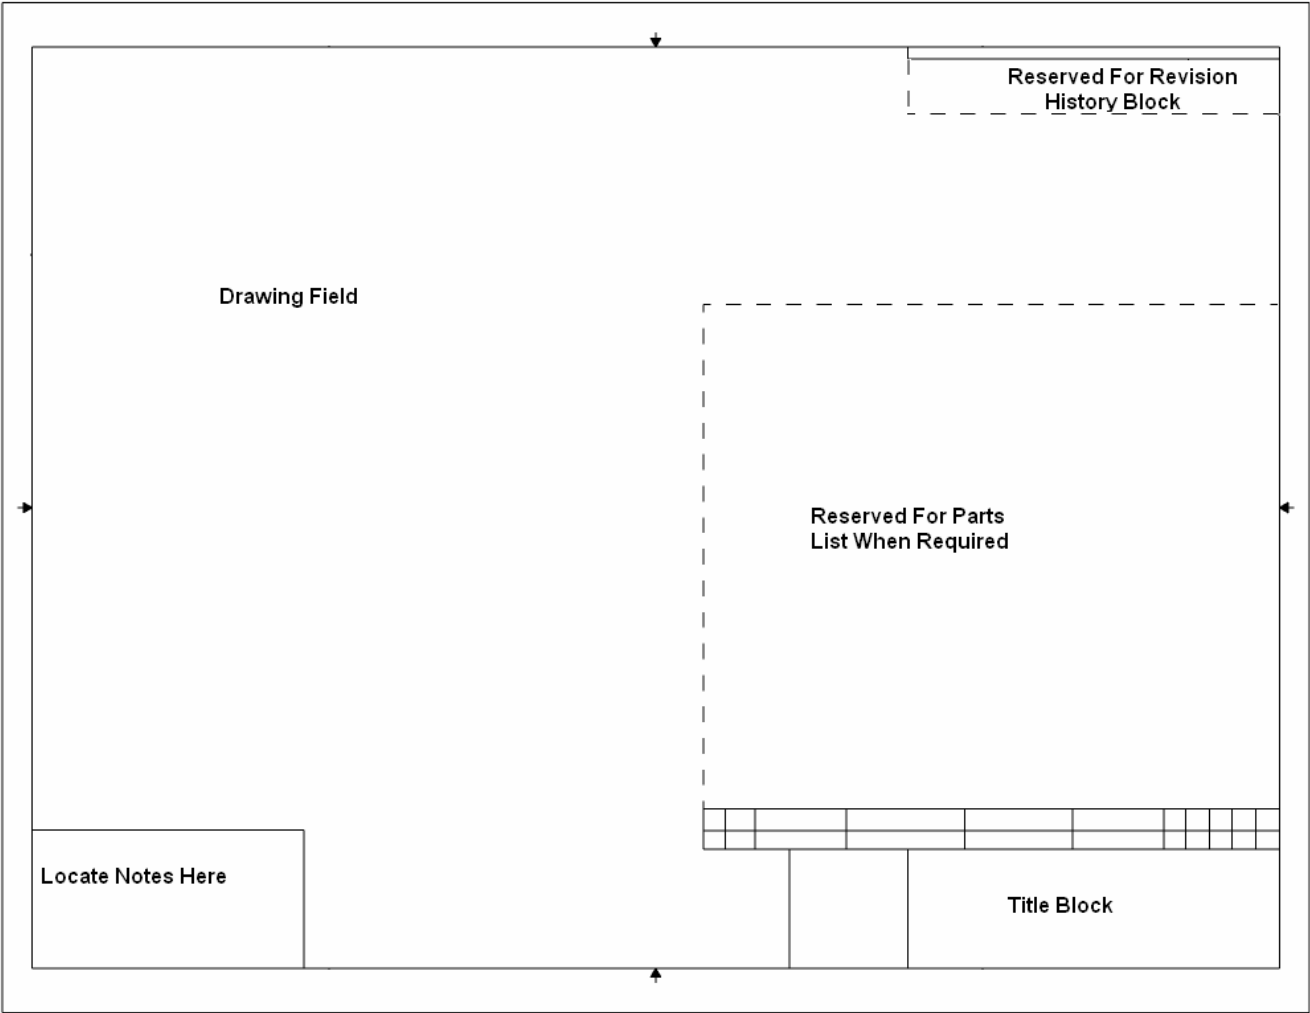 Reserved For Revision
History Block
Drawing Field
Reserved For Parts
List When Required
Locate Notes Here
Title Block